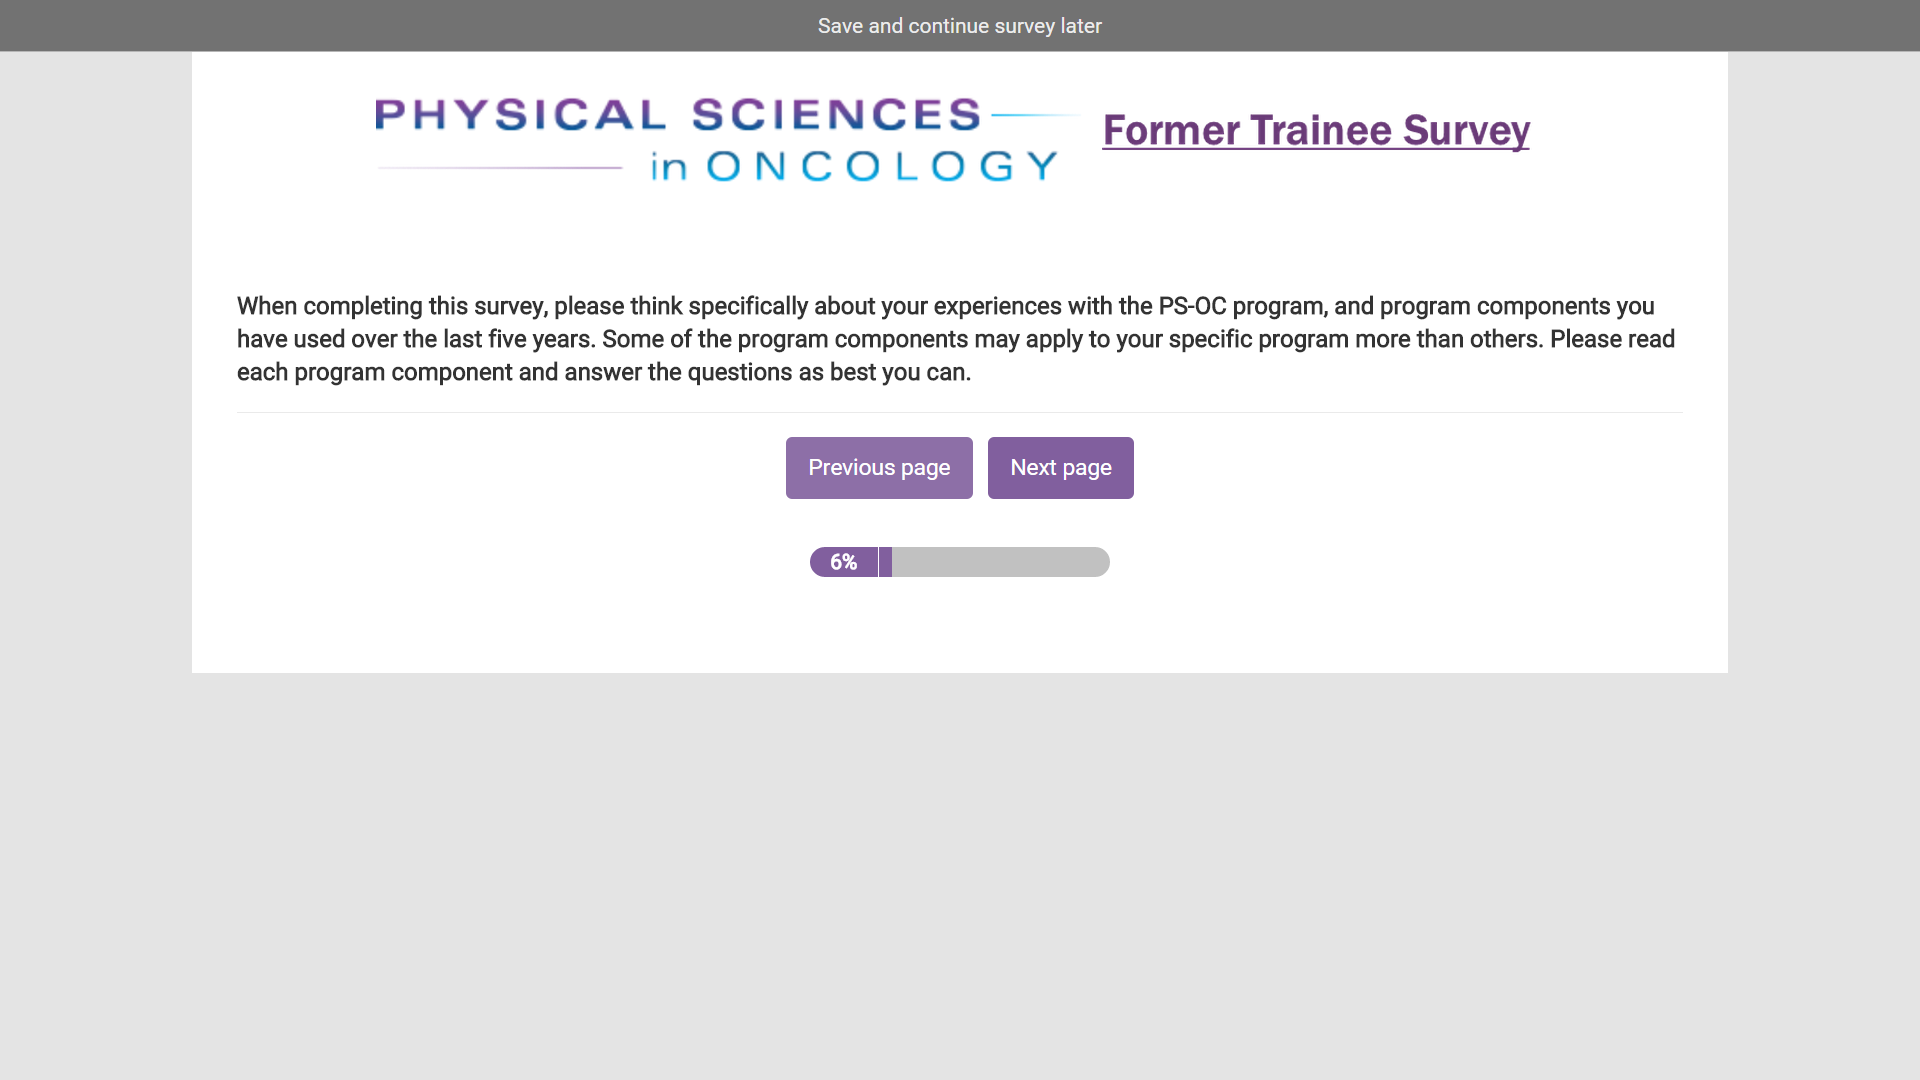 Save and continue survey later
PHYSICAL SCIENCES
in ONCOLOGY
Former Trainee Survey
When completing this survey, please think specifically about your experiences with the PS-OC program, and program components you
have used over the last five years. Some of the program components may apply to your specific program more than others. Please read
each program component and answer the questions as best you can.
Previous page
Next page
6%